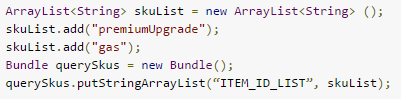 ArrayList<String> skuList = new ArrayList<String> ();
skuList.add("premiumUpgrade");
skuList.add("gas");
Bundle querySkus = new Bundle();
querySkus.putStringArrayList(“ITEM_ID_LIST”, skuList);